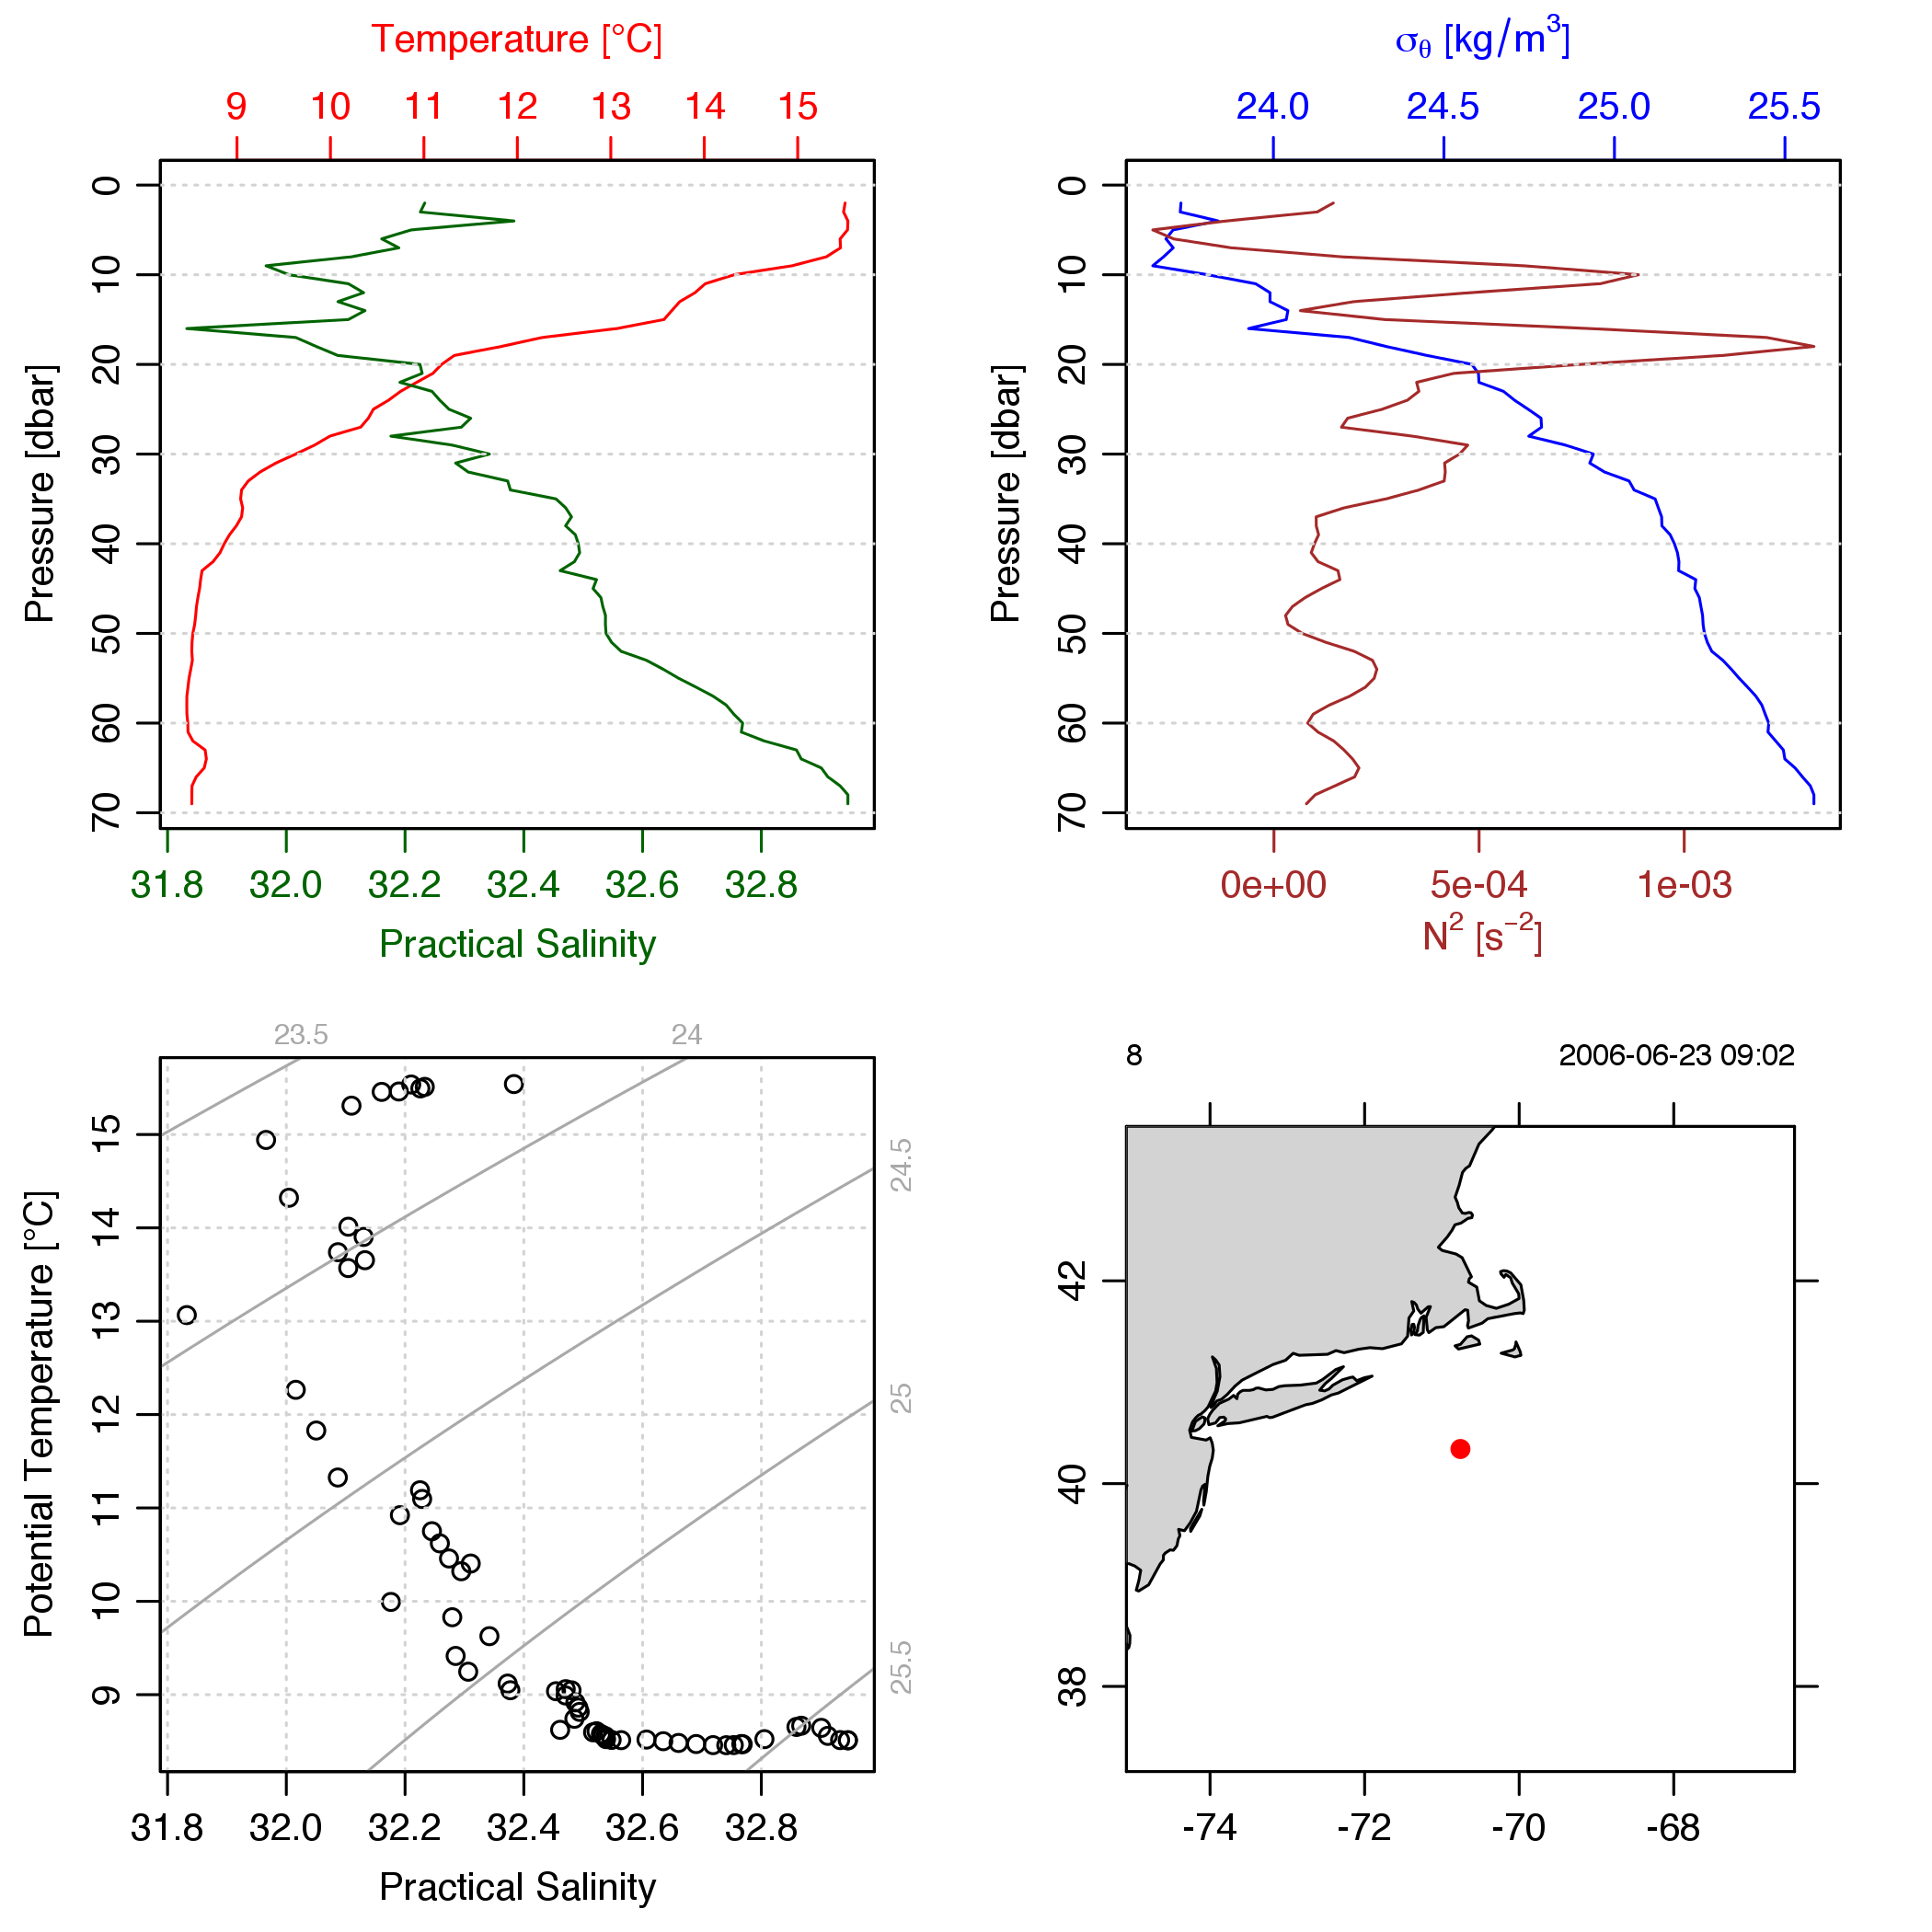 Temperature [°C]
9 10 11 12 13 14 15
Pressure [dbar]
0 10 20 30 40 50 60 70
31.8 32.0 32.2 32.4 32.6 32.8
Practical Salinity
σθ [kg/m³]
24.0 24.5 25.0 25.5
Pressure [dbar]
0 10 20 30 40 50 60 70
0e+00 5e-04 1e-03
N² [s⁻²]
23.5 24
24.5
25
25.5
Potential Temperature [°C]
15 14 13 12 11 10 9
31.8 32.0 32.2 32.4 32.6 32.8
Practical Salinity
8 2006-06-23 09:02
42 40 38
-74 -72 -70 -68